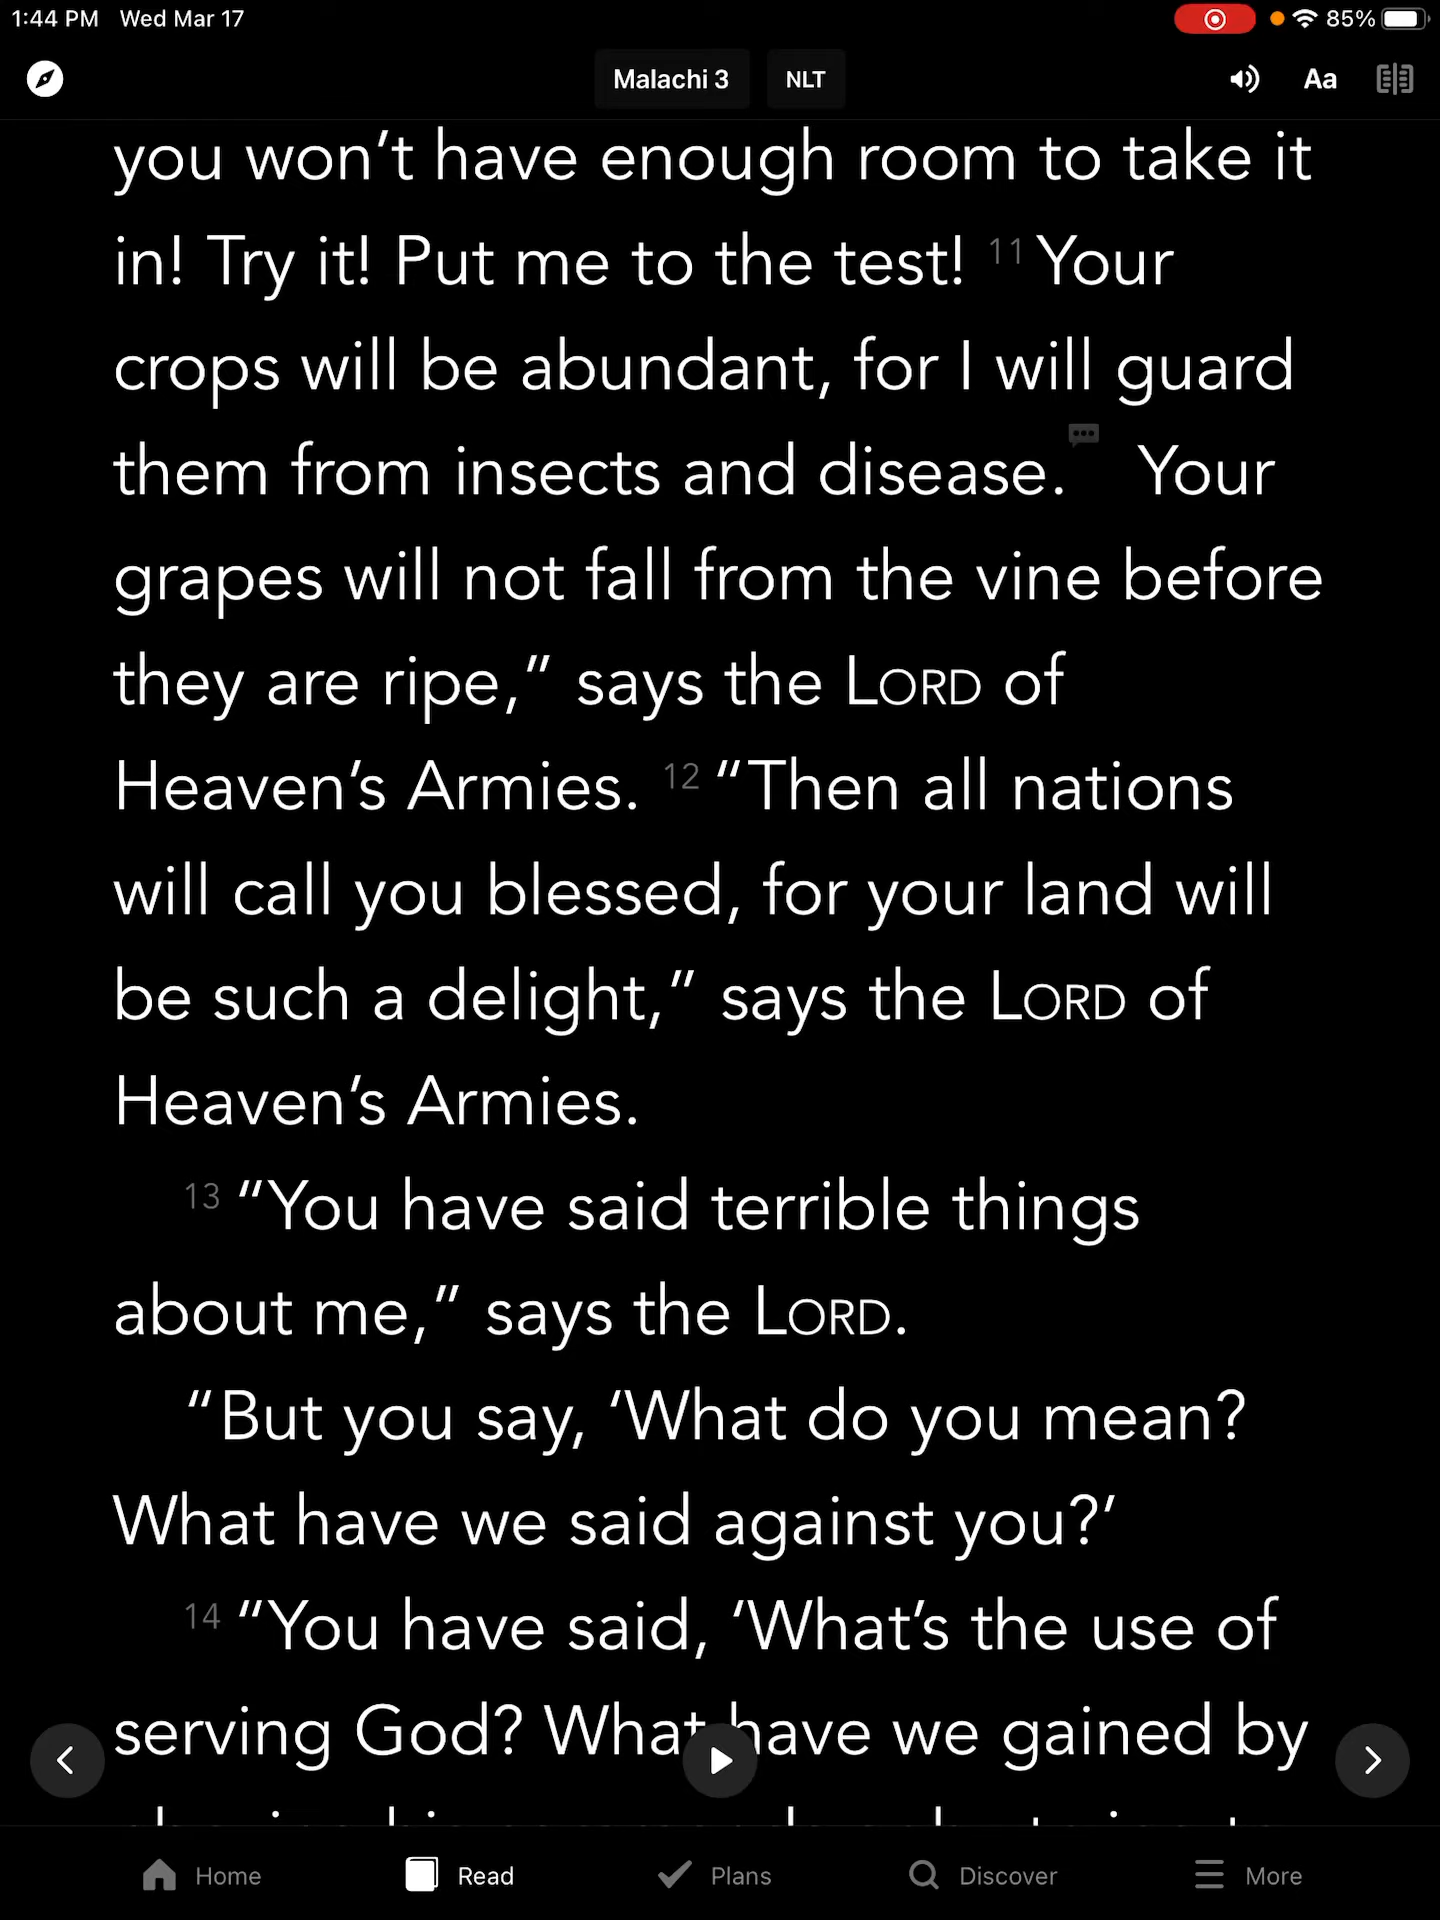 1:44 PM Wed Mar 17
85%
Malachi 3 NLT
Aa
you won’t have enough room to take it
in! Try it! Put me to the test! 11 Your
crops will be abundant, for I will guard
them from insects and disease. Your
grapes will not fall from the vine before
they are ripe,” says the LORD of
Heaven’s Armies. 12 “Then all nations
will call you blessed, for your land will
be such a delight,” says the LORD of
Heaven’s Armies.
13 “You have said terrible things
about me,” says the LORD.
“But you say, ‘What do you mean?
What have we said against you?’
14 “You have said, ‘What’s the use of
serving God? What have we gained by
Home Read Plans Discover More